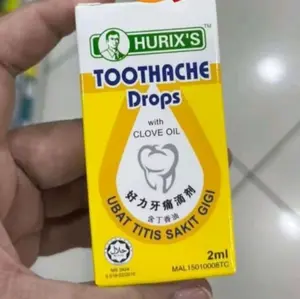 HURIX'S™
TOOTHACHE
Drops
with
CLOVE OIL
好力牙痛滴剂
含丁香油
UBAT TITIS SAKIT GIGI
2ml
MAL15010008TC